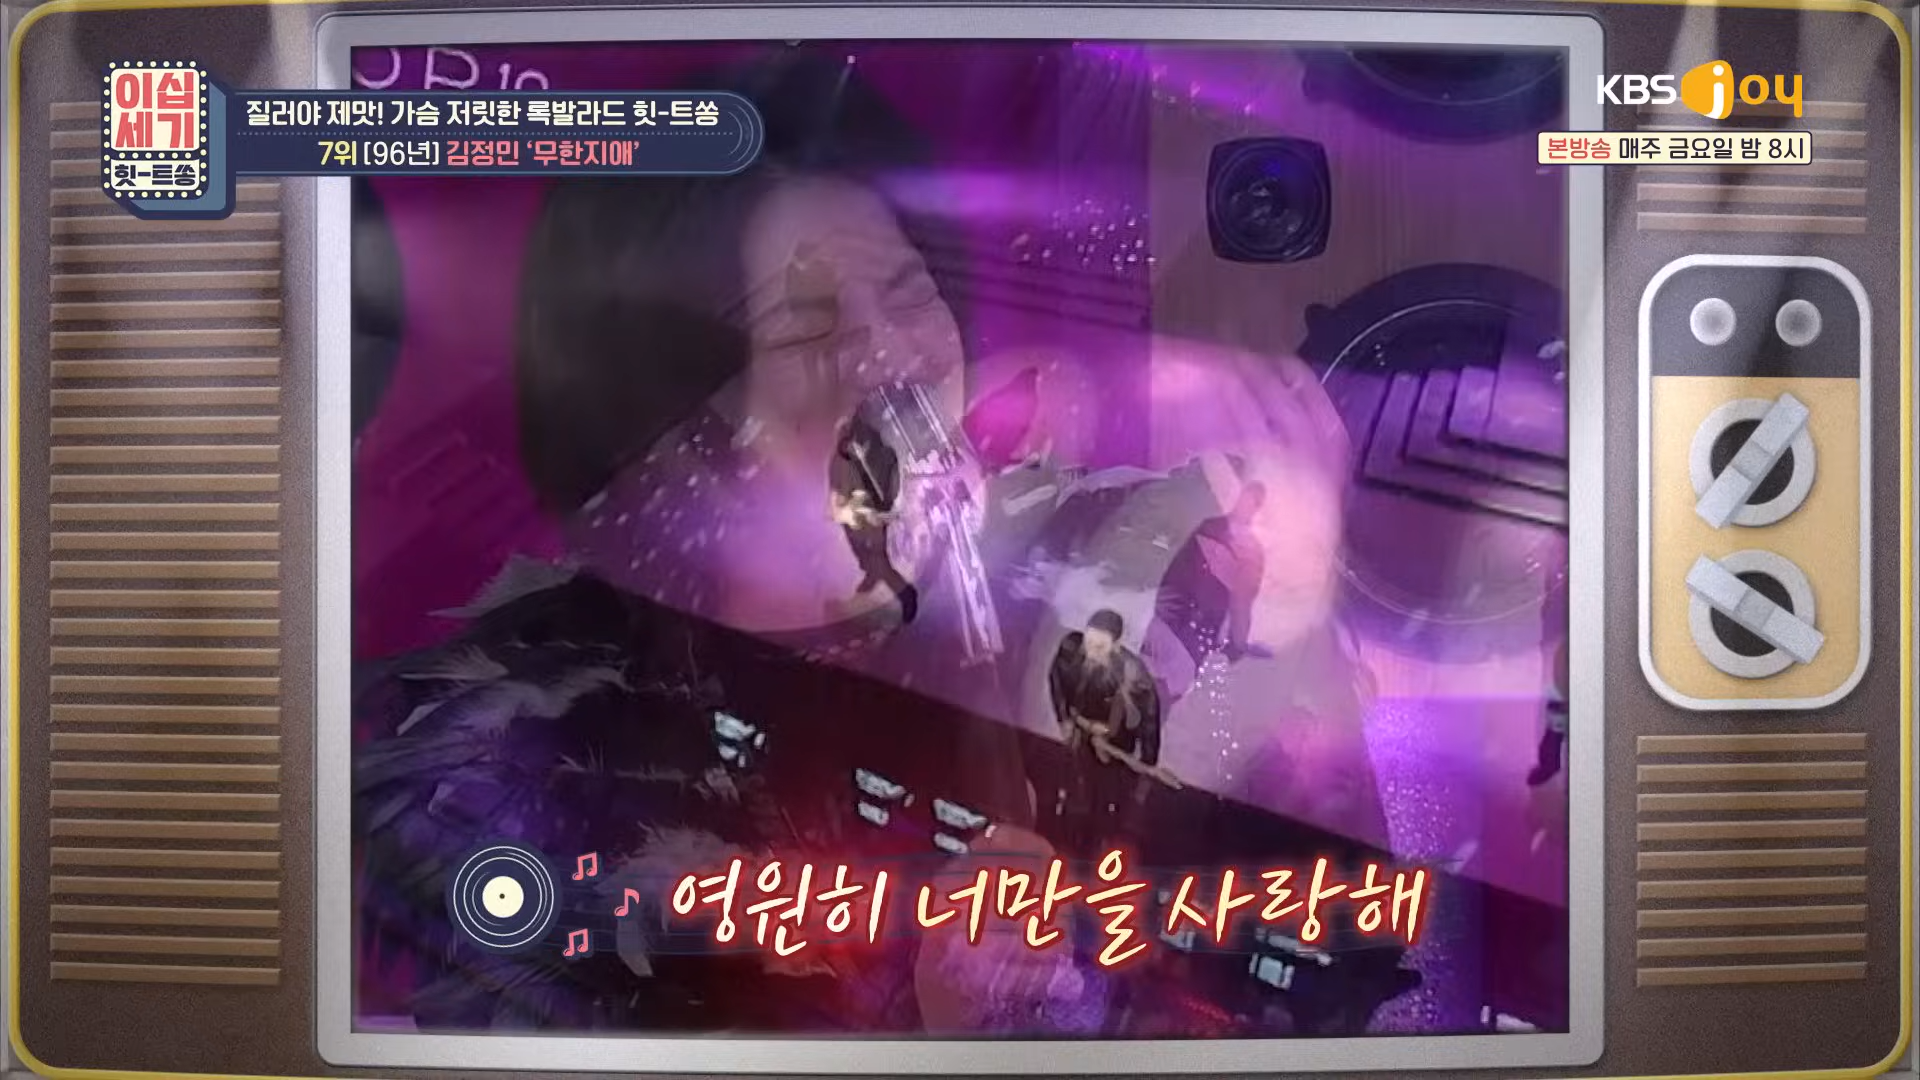 이십
세기
힛-트쏭
질러야 제맛! 가슴 저릿한 록발라드 힛-트쏭
7위 [96년] 김정민 '무한지애'
KBS joy
본방송 매주 금요일 밤 8시
영원히 너만을 사랑해